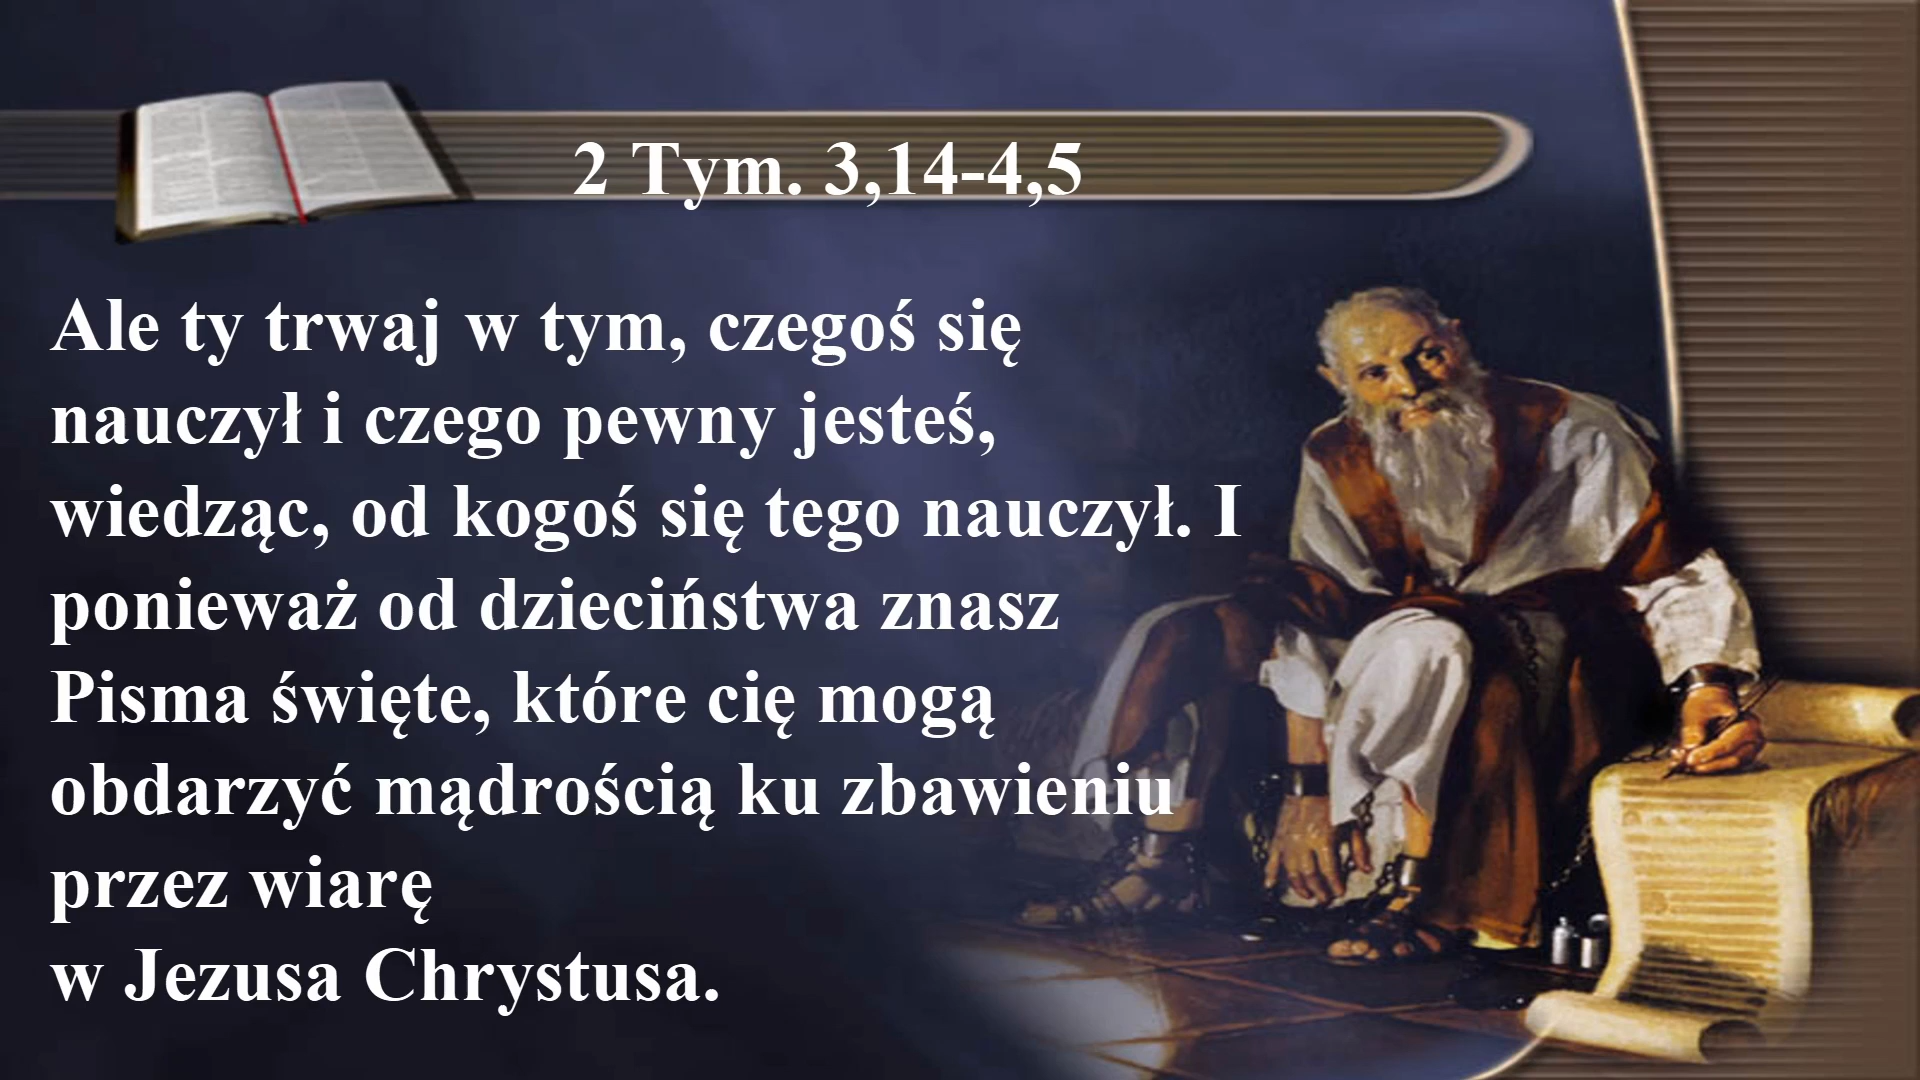 2 Tym. 3,14-4,5
Ale ty trwaj w tym, czegoś się
nauczył i czego pewny jesteś,
wiedząc, od kogoś się tego nauczył. I
ponieważ od dzieciństwa znasz
Pisma święte, które cię mogą
obdarzyć mądrością ku zbawieniu
przez wiarę
w Jezusa Chrystusa.